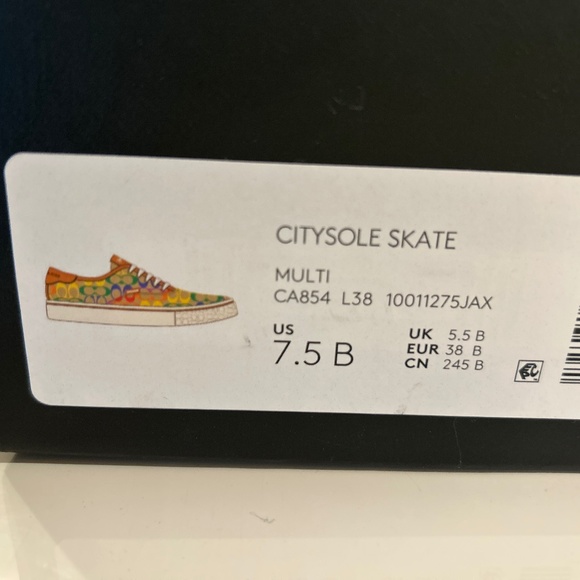 CITYSOLE SKATE
MULTI
CA854 L38 10011275JAX
US
7.5 B
UK 5.5 B
EUR 38 B
CN 245 B